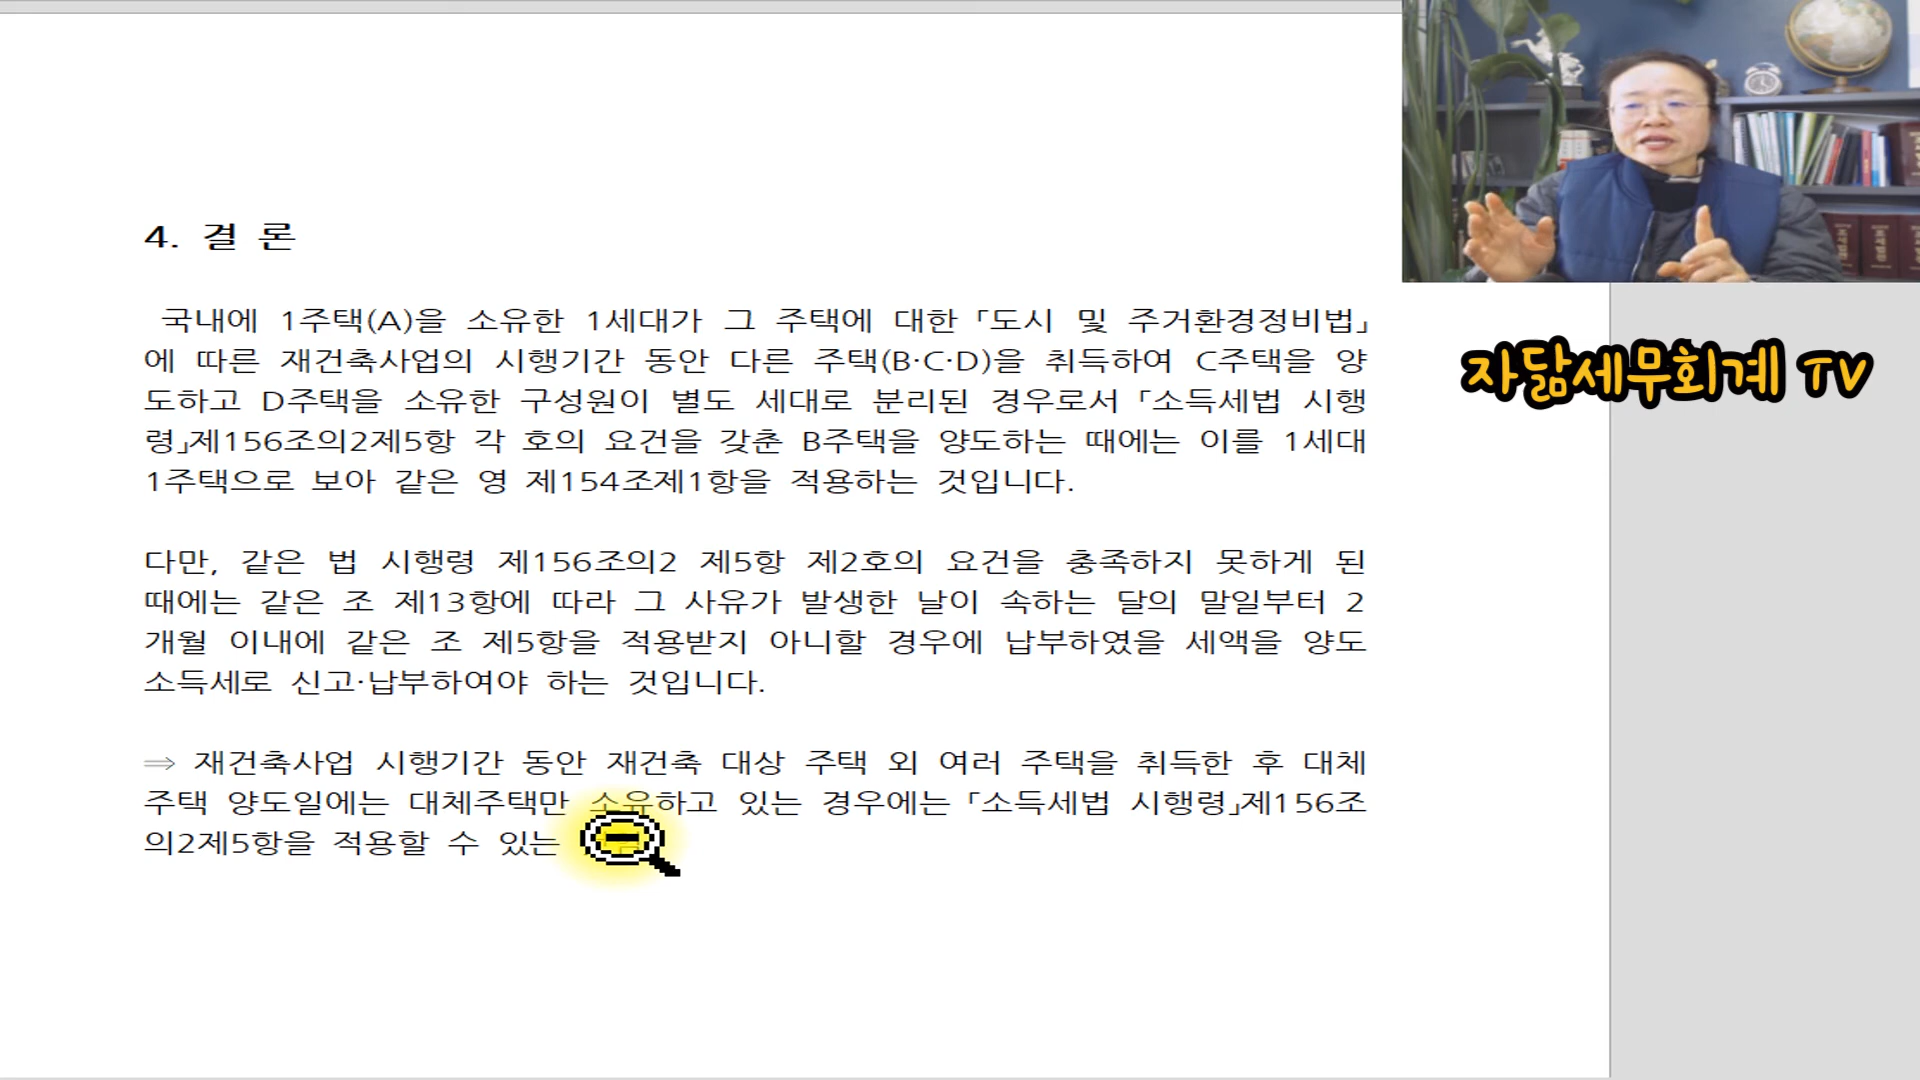 4. 결 론
국내에 1주택(A)을 소유한 1세대가 그 주택에 대한 「도시 및 주거환경정비법」
에 따른 재건축사업의 시행기간 동안 다른 주택(B·C·D)을 취득하여 C주택을 양
도하고 D주택을 소유한 구성원이 별도 세대로 분리된 경우로서 「소득세법 시행
령」제156조의2제5항 각 호의 요건을 갖춘 B주택을 양도하는 때에는 이를 1세대
1주택으로 보아 같은 영 제154조제1항을 적용하는 것입니다.
다만, 같은 법 시행령 제156조의2 제5항 제2호의 요건을 충족하지 못하게 된
때에는 같은 조 제13항에 따라 그 사유가 발생한 날이 속하는 달의 말일부터 2
개월 이내에 같은 조 제5항을 적용받지 아니할 경우에 납부하였을 세액을 양도
소득세로 신고·납부하여야 하는 것입니다.
⇒ 재건축사업 시행기간 동안 재건축 대상 주택 외 여러 주택을 취득한 후 대체
주택 양도일에는 대체주택만 소유하고 있는 경우에는 「소득세법 시행령」제156조
의2제5항을 적용할 수 있는
자닮세무회계 TV